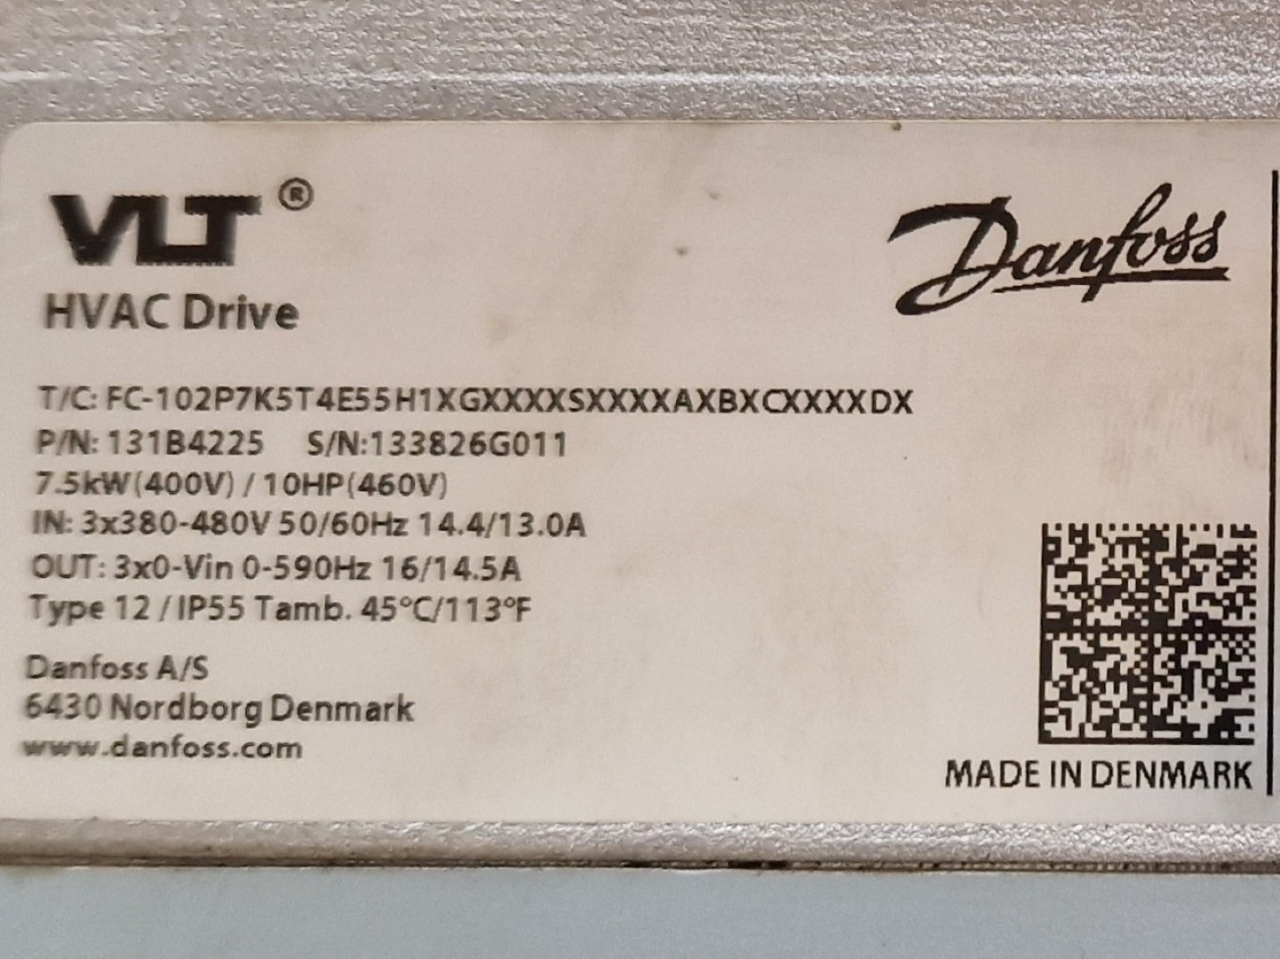 VLT®
Danfoss
HVAC Drive
T/C: FC-102P7K5T4E55H1XGXXXXSXXXXAXBXCXXXXDX
P/N: 131B4225 S/N:133826G011
7.5kW(400V) / 10HP(460V)
IN: 3x380-480V 50/60Hz 14.4/13.0A
OUT: 3x0-Vin 0-590Hz 16/14.5A
Type 12 / IP55 Tamb. 45°C/113°F
Danfoss A/S
6430 Nordborg Denmark
www.danfoss.com
MADE IN DENMARK